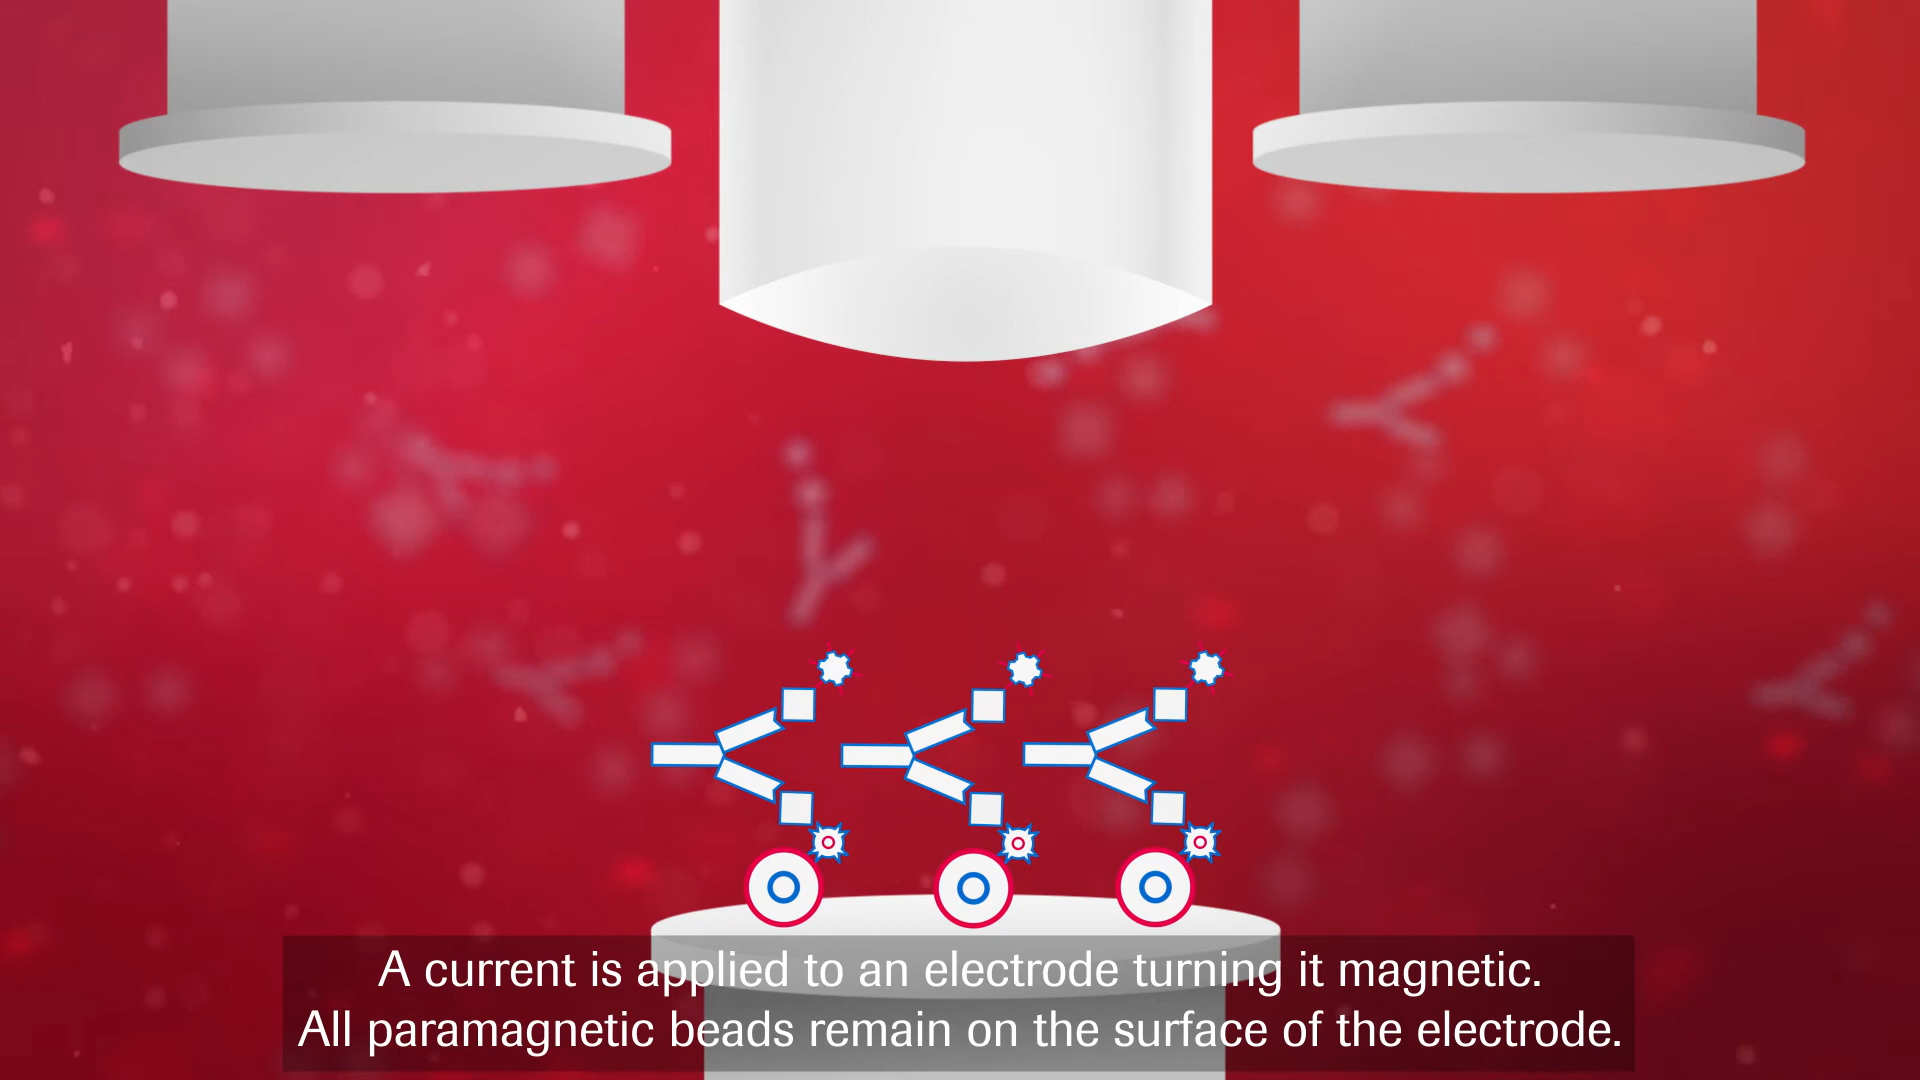 A current is applied to an electrode turning it magnetic.
All paramagnetic beads remain on the surface of the electrode.